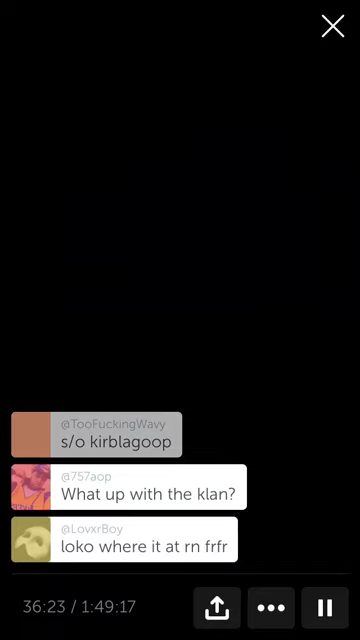 @TooFuckingWavy
s/o kirblagoop
@757aop
What up with the klan?
@LovxrBoy
loko where it at rn frfr
36:23 / 1:49:17